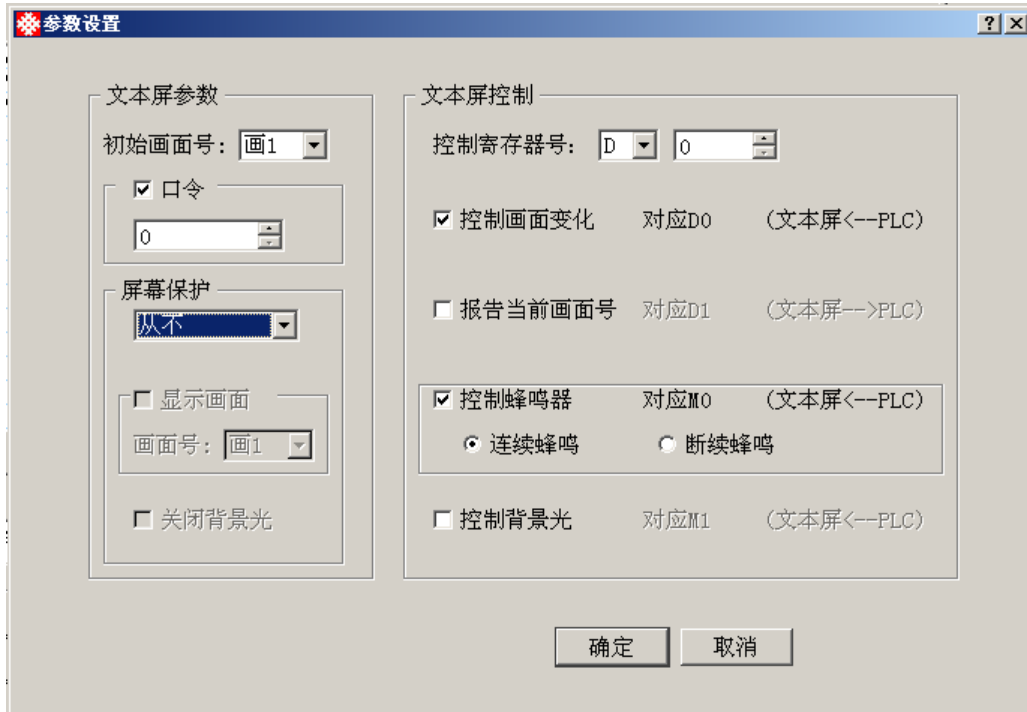 参数设置
文本屏参数
初始画面号: 画1
口令
0
屏幕保护
从不
显示画面
画面号: 画1
关闭背景光
文本屏控制
控制寄存器号: D 0
控制画面变化 对应D0 (文本屏<--PLC)
报告当前画面号 对应D1 (文本屏-->PLC)
控制蜂鸣器 对应M0 (文本屏<--PLC)
连续蜂鸣 断续蜂鸣
控制背景光 对应M1 (文本屏<--PLC)
确定 取消